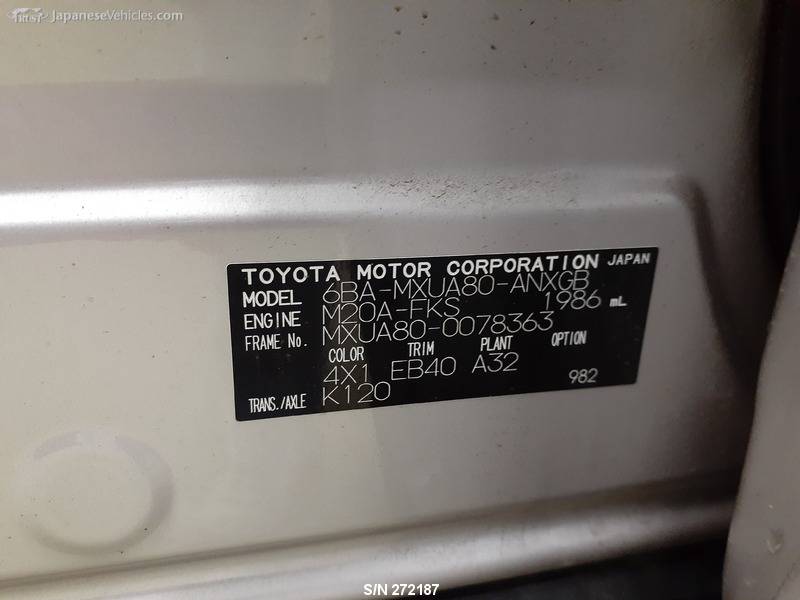 TRUST JapaneseVehicles.com
TOYOTA MOTOR CORPORATION JAPAN
MODEL 6BA-MXUA80-ANXGB
ENGINE M20A-FKS 1986 mL
FRAME No. MXUA80-0078363
COLOR TRIM PLANT OPTION
4X1 EB40 A32
TRANS./AXLE K120 982
S/N 272187